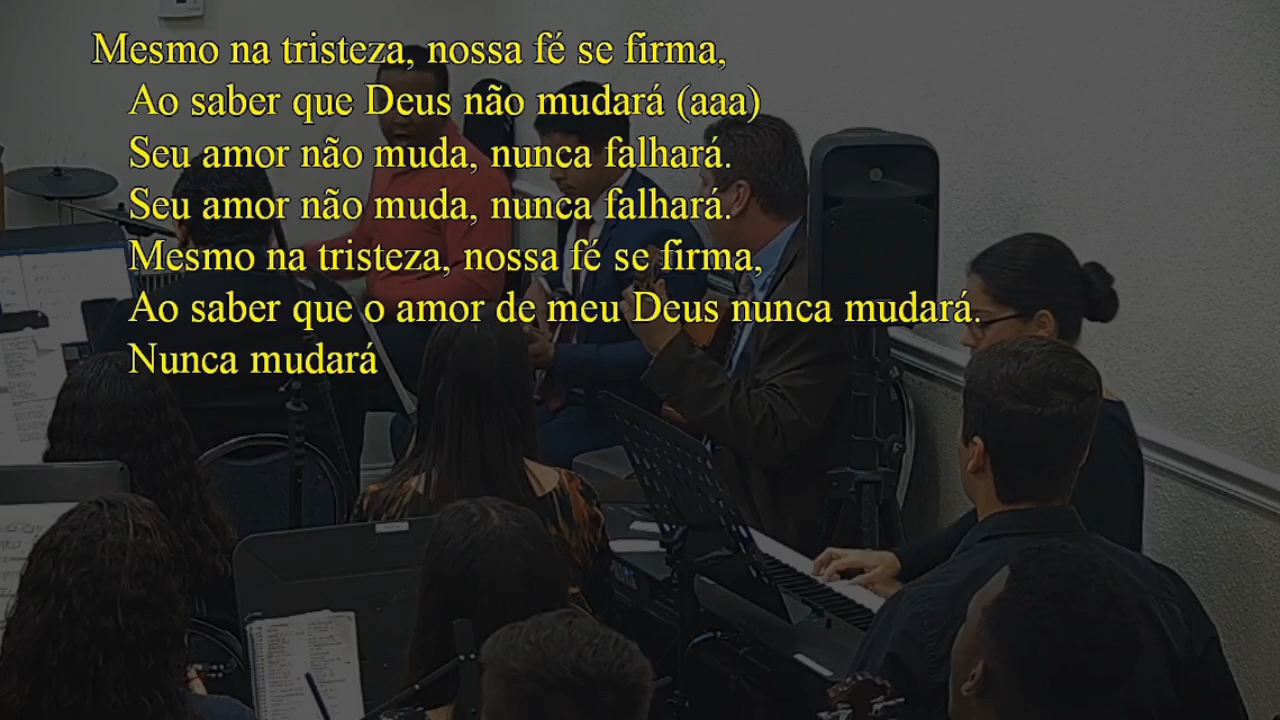 Mesmo na tristeza, nossa fé se firma,
Ao saber que Deus não mudará (aaa)
Seu amor não muda, nunca falhará.
Seu amor não muda, nunca falhará.
Mesmo na tristeza, nossa fé se firma,
Ao saber que o amor de meu Deus nunca mudará.
Nunca mudará